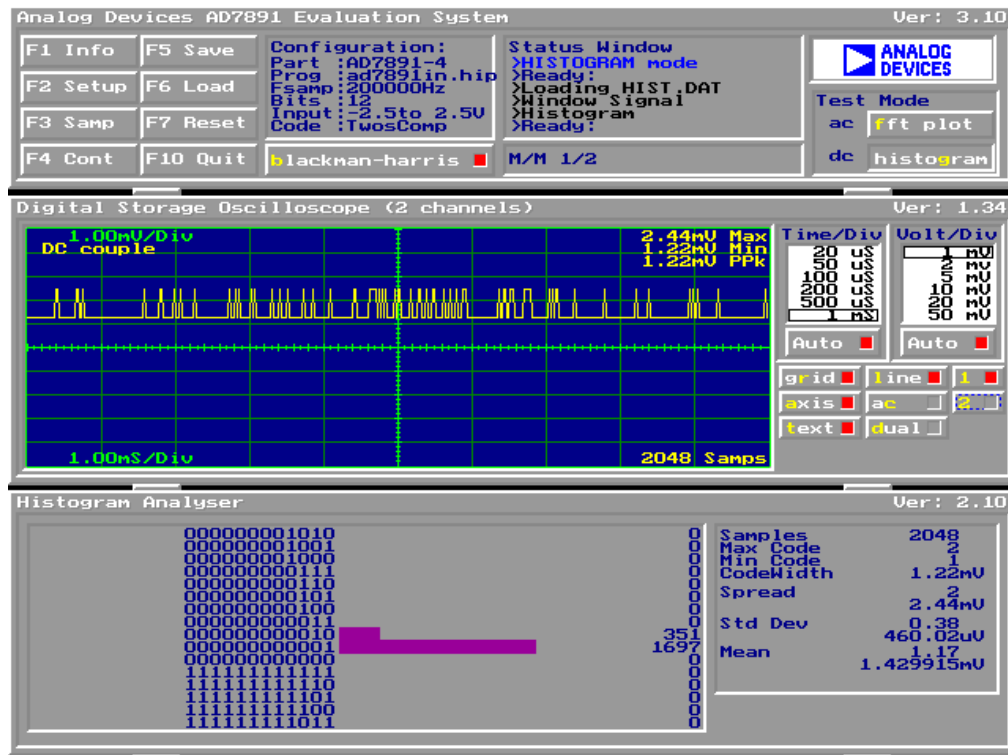 Analog Devices AD7891 Evaluation System Ver: 3.10
F1 Info F5 Save
F2 Setup F6 Load
F3 Samp F7 Reset
F4 Cont F10 Quit
Configuration:
Part :AD7891-4
Prog :ad7891in.hip
Fsamp:200000Hz
Bits :12
Input:-2.5to 2.5V
Code :TwosComp
blackman-harris
Status Window
>HISTOGRAM mode
>Ready:
>Loading HIST.DAT
>Window Signal
>Histogram
>Ready:
M/M 1/2
ANALOG
DEVICES
Test Mode
ac fft plot
dc histogram
Digital Storage Oscilloscope (2 channels) Ver: 1.34
1.00mV/Div
DC couple
2.44mV Max
1.22mV Min
1.22mV PPk
1.00mS/Div 2048 Samps
Time/Div
20 uS
50 uS
100 uS
200 uS
500 uS
1 mS
Auto
Volt/Div
1 mV
2 mV
5 mV
10 mV
20 mV
50 mV
Auto
grid line 1
axis ac 2
text dual
Histogram Analyser Ver: 2.10
000000001010 0
000000001001 0
000000001000 0
000000000111 0
000000000110 0
000000000101 0
000000000100 0
000000000011 0
000000000010 351
000000000001 1697
000000000000 0
111111111111 0
111111111110 0
111111111101 0
111111111100 0
111111111011 0
Samples 2048
Max Code 2
Min Code 1
CodeWidth 1.22mV
Spread 2
2.44mV
Std Dev 0.38
460.02uV
Mean 1.17
1.429915mV